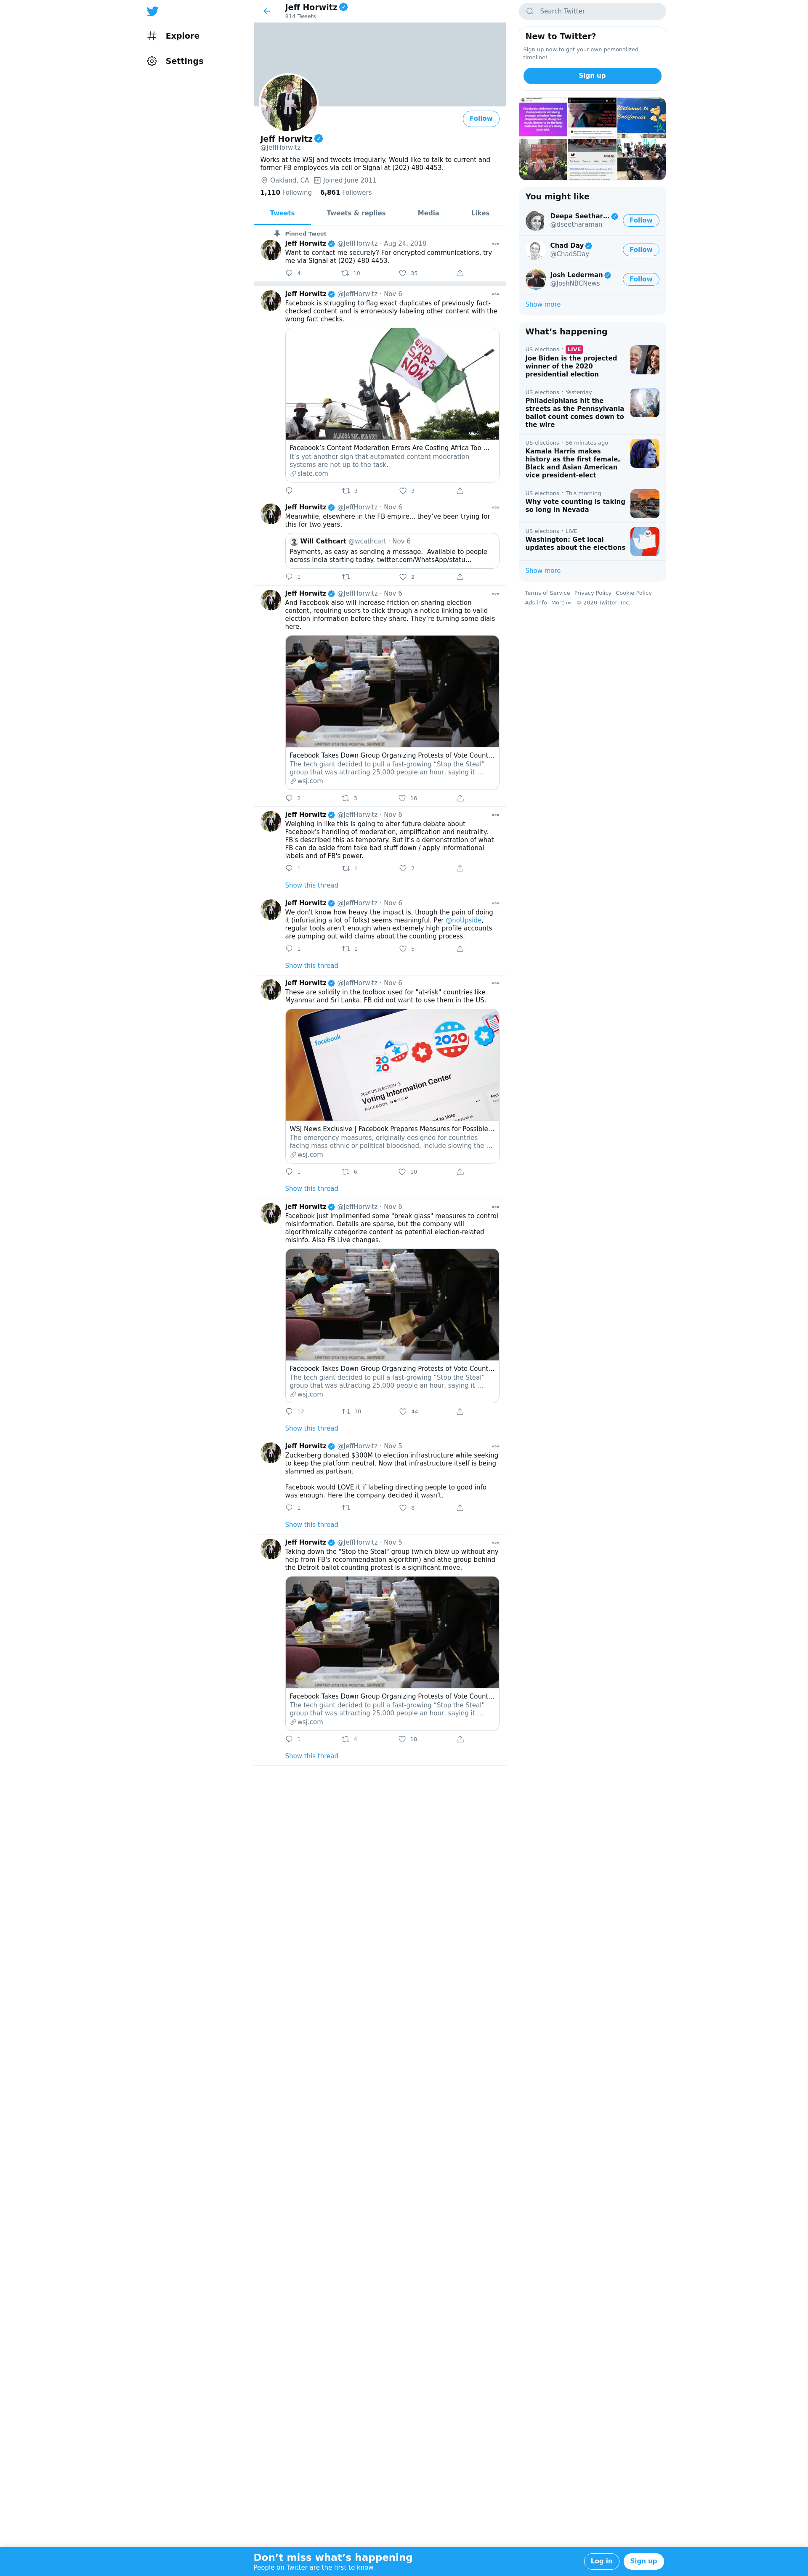 Explore
Settings
Jeff Horwitz
814 Tweets
Follow
Jeff Horwitz
@JeffHorwitz
Works at the WSJ and tweets irregularly. Would like to talk to current and
former FB employees via cell or Signal at (202) 480-4453.
Oakland, CA Joined June 2011
1,110 Following 6,861 Followers
Tweets Tweets & replies Media Likes
Pinned Tweet
Jeff Horwitz @JeffHorwitz · Aug 24, 2018
Want to contact me securely? For encrypted communications, try
me via Signal at (202) 480 4453.
4 10 35
Jeff Horwitz @JeffHorwitz · Nov 6
Facebook is struggling to flag exact duplicates of previously fact-
checked content and is erroneously labeling other content with the
wrong fact checks.
END
SARS
NOW
ALAUSA SEC. BUS STOP
Facebook's Content Moderation Errors Are Costing Africa Too ...
It's yet another sign that automated content moderation
systems are not up to the task.
slate.com
3 3
Jeff Horwitz @JeffHorwitz · Nov 6
Meanwhile, elsewhere in the FB empire... they've been trying for
this for two years.
Will Cathcart @wcathcart · Nov 6
Payments, as easy as sending a message. Available to people
across India starting today. twitter.com/WhatsApp/statu...
1 2
Jeff Horwitz @JeffHorwitz · Nov 6
And Facebook also will increase friction on sharing election
content, requiring users to click through a notice linking to valid
election information before they share. They're turning some dials
here.
UNITED STATES POSTAL SERVICE
Facebook Takes Down Group Organizing Protests of Vote Count...
The tech giant decided to pull a fast-growing "Stop the Steal"
group that was attracting 25,000 people an hour, saying it ...
wsj.com
2 3 16
Jeff Horwitz @JeffHorwitz · Nov 6
Weighing in like this is going to alter future debate about
Facebook's handling of moderation, amplification and neutrality.
FB's described this as temporary. But it's a demonstration of what
FB can do aside from take bad stuff down / apply informational
labels and of FB's power.
1 1 7
Show this thread
Jeff Horwitz @JeffHorwitz · Nov 6
We don't know how heavy the impact is, though the pain of doing
it (infuriating a lot of folks) seems meaningful. Per @noUpside,
regular tools aren't enough when extremely high profile accounts
are pumping out wild claims about the counting process.
1 1 5
Show this thread
Jeff Horwitz @JeffHorwitz · Nov 6
These are solidly in the toolbox used for "at-risk" countries like
Myanmar and Sri Lanka. FB did not want to use them in the US.
facebook
2020
2020
2020 US ELECTION
Voting Information Center
FACEBOOK
WSJ News Exclusive | Facebook Prepares Measures for Possible...
The emergency measures, originally designed for countries
facing mass ethnic or political bloodshed, include slowing the ...
wsj.com
1 6 10
Show this thread
Jeff Horwitz @JeffHorwitz · Nov 6
Facebook just implimented some "break glass" measures to control
misinformation. Details are sparse, but the company will
algorithmically categorize content as potential election-related
misinfo. Also FB Live changes.
UNITED STATES POSTAL SERVICE
Facebook Takes Down Group Organizing Protests of Vote Count...
The tech giant decided to pull a fast-growing "Stop the Steal"
group that was attracting 25,000 people an hour, saying it ...
wsj.com
12 30 44
Show this thread
Jeff Horwitz @JeffHorwitz · Nov 5
Zuckerberg donated $300M to election infrastructure while seeking
to keep the platform neutral. Now that infrastructure itself is being
slammed as partisan.
Facebook would LOVE it if labeling directing people to good info
was enough. Here the company decided it wasn't.
1 8
Show this thread
Jeff Horwitz @JeffHorwitz · Nov 5
Taking down the "Stop the Steal" group (which blew up without any
help from FB's recommendation algorithm) and athe group behind
the Detroit ballot counting protest is a significant move.
UNITED STATES POSTAL SERVICE
Facebook Takes Down Group Organizing Protests of Vote Count...
The tech giant decided to pull a fast-growing "Stop the Steal"
group that was attracting 25,000 people an hour, saying it ...
wsj.com
1 4 18
Show this thread
Search Twitter
New to Twitter?
Sign up now to get your own personalized
timeline!
Sign up
Welcome to
California
AP
You might like
Deepa Seethar...
@dseetharaman
Follow
Chad Day
@ChadSDay
Follow
Josh Lederman
@JoshNBCNews
Follow
Show more
What's happening
US elections · LIVE
Joe Biden is the projected
winner of the 2020
presidential election
US elections · Yesterday
Philadelphians hit the
streets as the Pennsylvania
ballot count comes down to
the wire
US elections · 56 minutes ago
Kamala Harris makes
history as the first female,
Black and Asian American
vice president-elect
US elections · This morning
Why vote counting is taking
so long in Nevada
US elections · LIVE
Washington: Get local
updates about the elections
Show more
Terms of Service Privacy Policy Cookie Policy
Ads info More © 2020 Twitter, Inc.
Don't miss what's happening
People on Twitter are the first to know.
Log in
Sign up